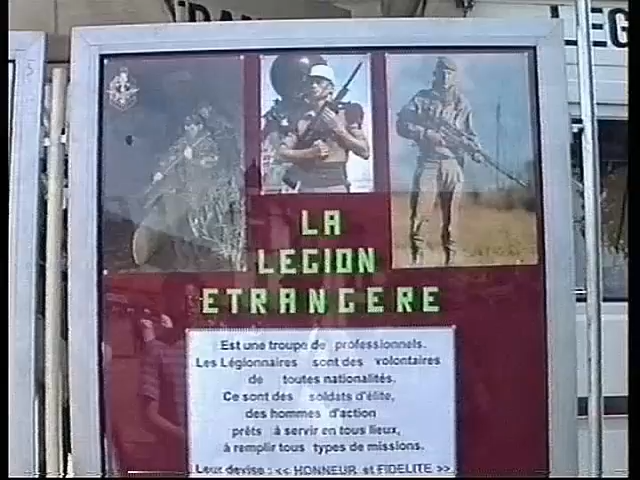 LEG
LA
LEGION
ETRANGERE
Est une troupe de professionnels.
Les Légionnaires sont des volontaires
de toutes nationalités.
Ce sont des soldats d'élite,
des hommes d'action
prêts à servir en tous lieux,
à remplir tous types de missions.
Leur devise : << HONNEUR et FIDELITE >>